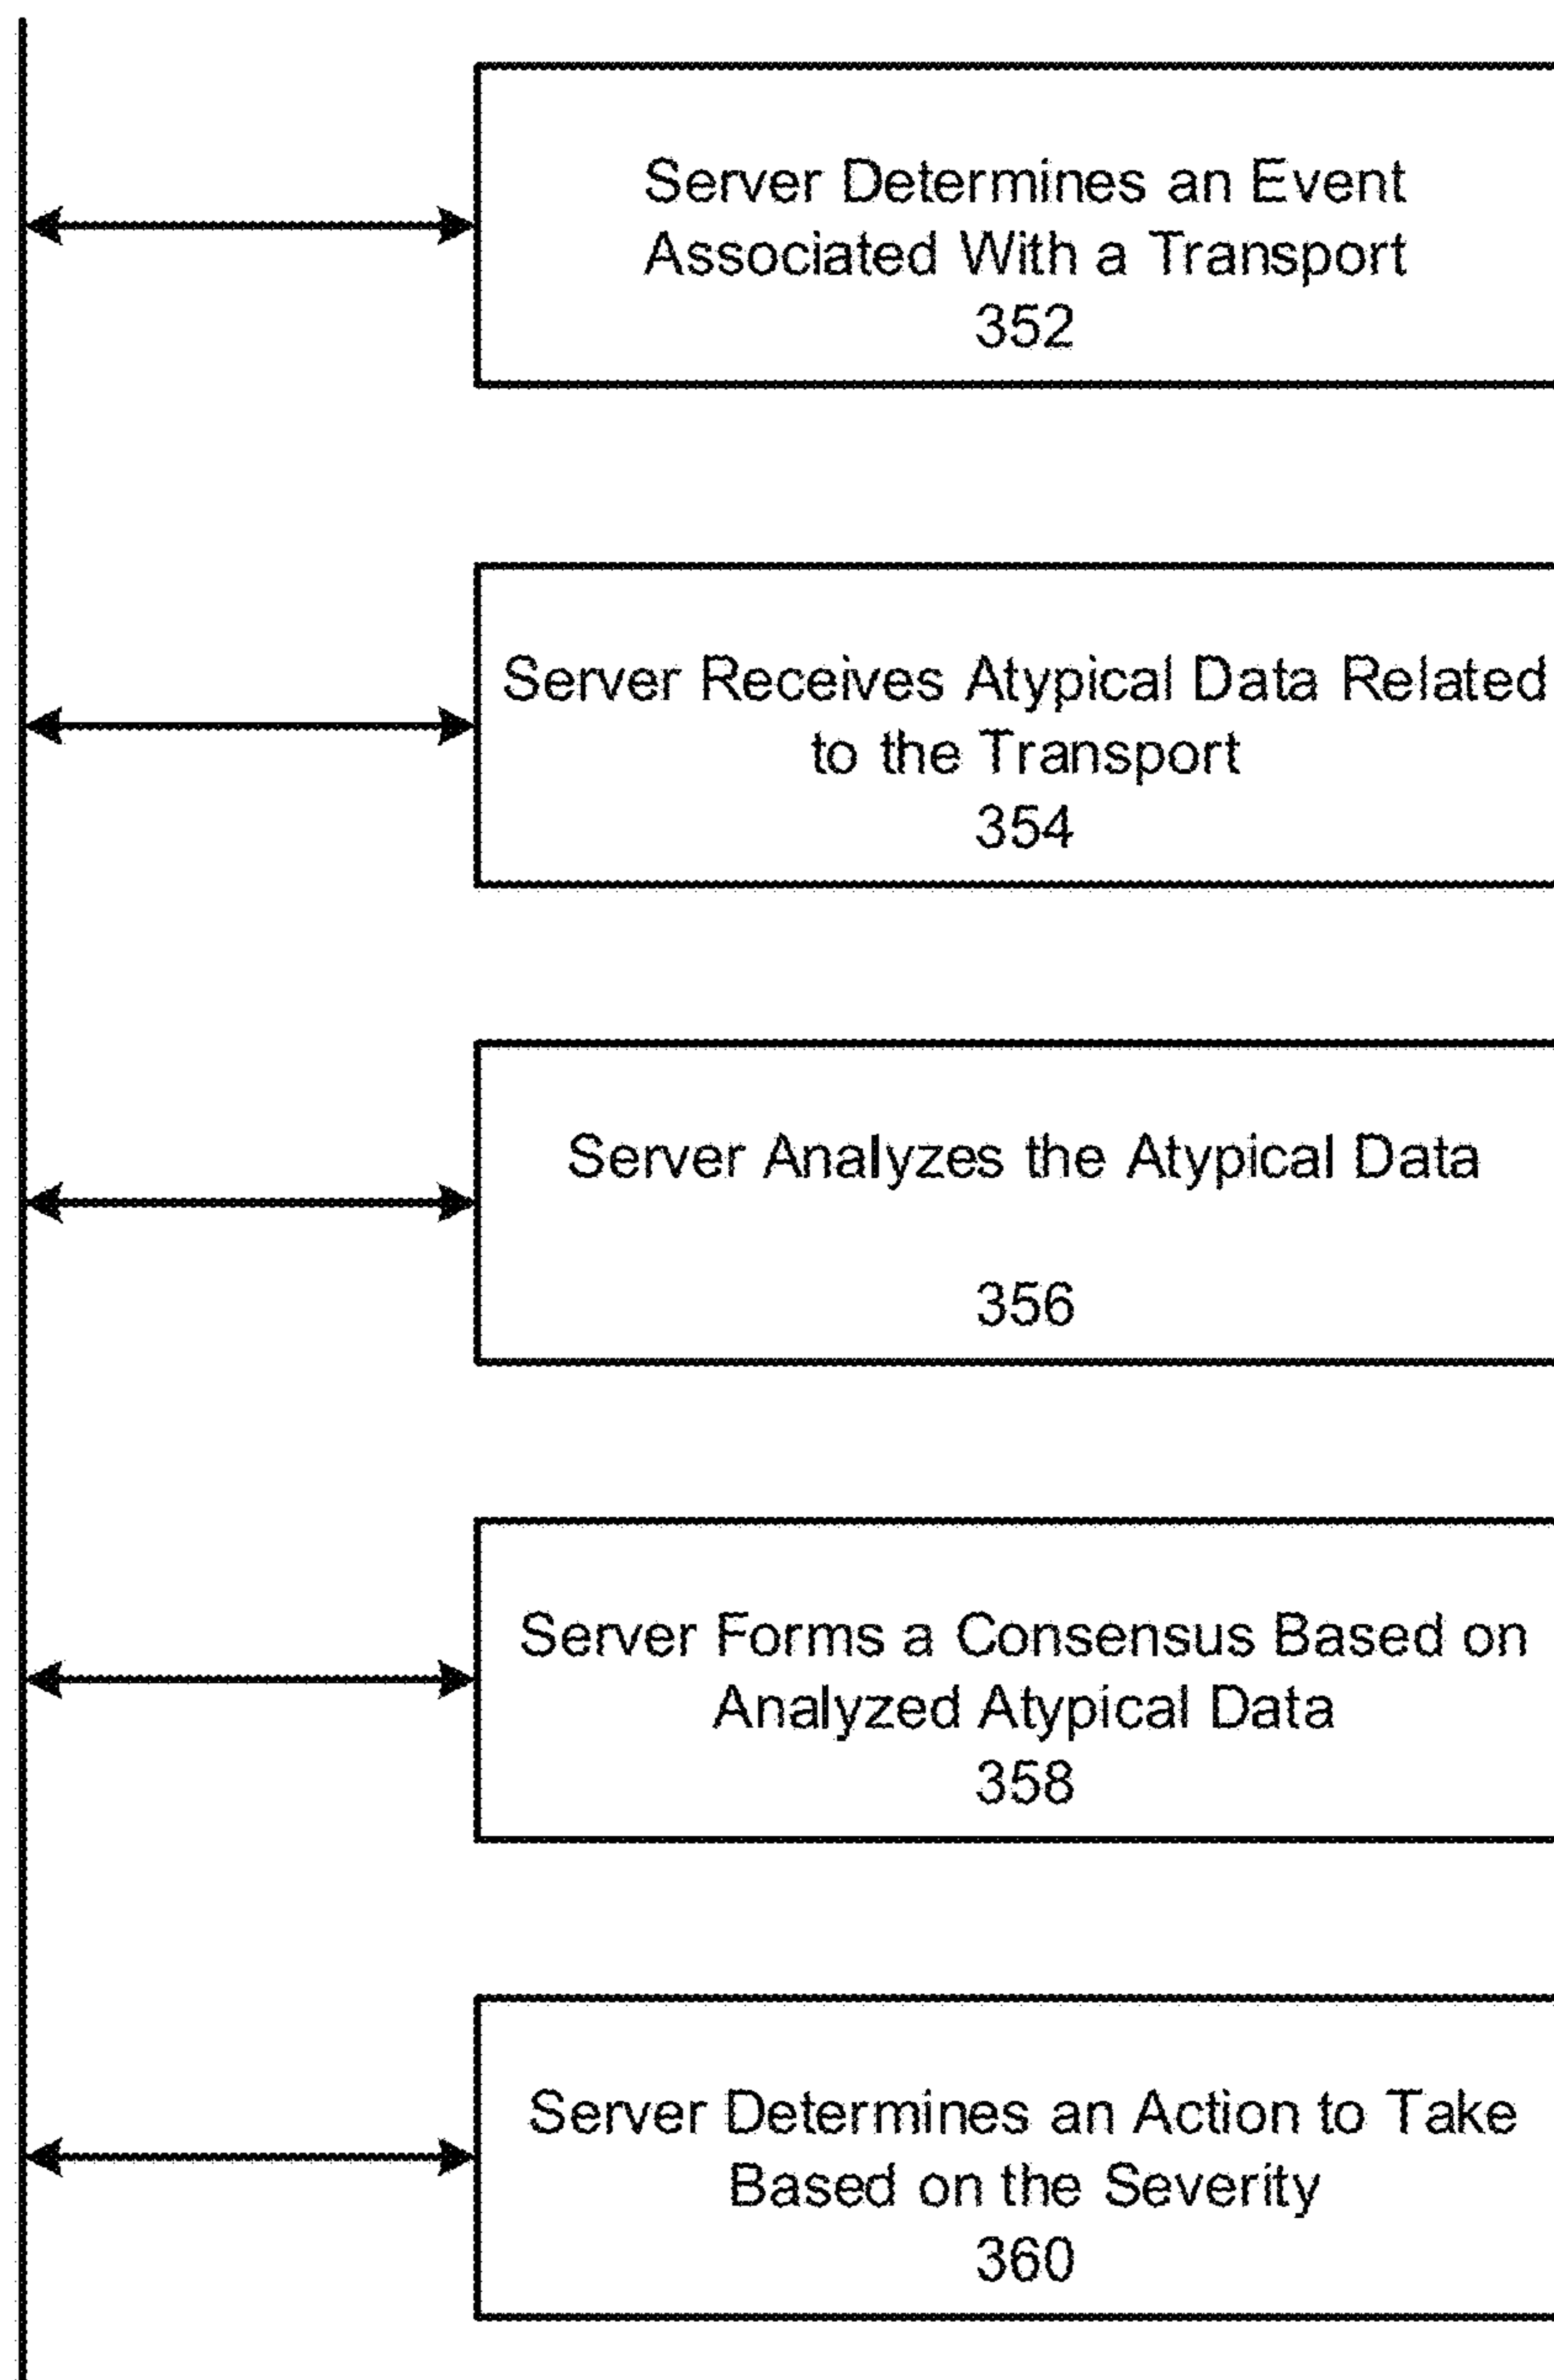 Server Determines an Event
Associated With a Transport
352
Server Receives Atypical Data Related
to the Transport
354
Server Analyzes the Atypical Data
356
Server Forms a Consensus Based on
Analyzed Atypical Data
358
Server Determines an Action to Take
Based on the Severity
360